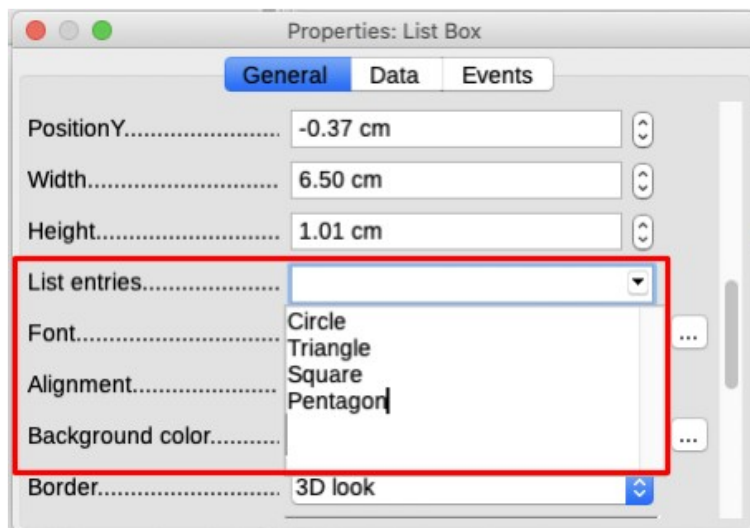 Properties: List Box
General Data Events
PositionY........................ -0.37 cm
Width............................. 6.50 cm
Height............................ 1.01 cm
List entries.....................
Circle
Font..............................
...
Triangle
Square
Alignment......................
Pentagon
Background color..........
...
Border........................... 3D look